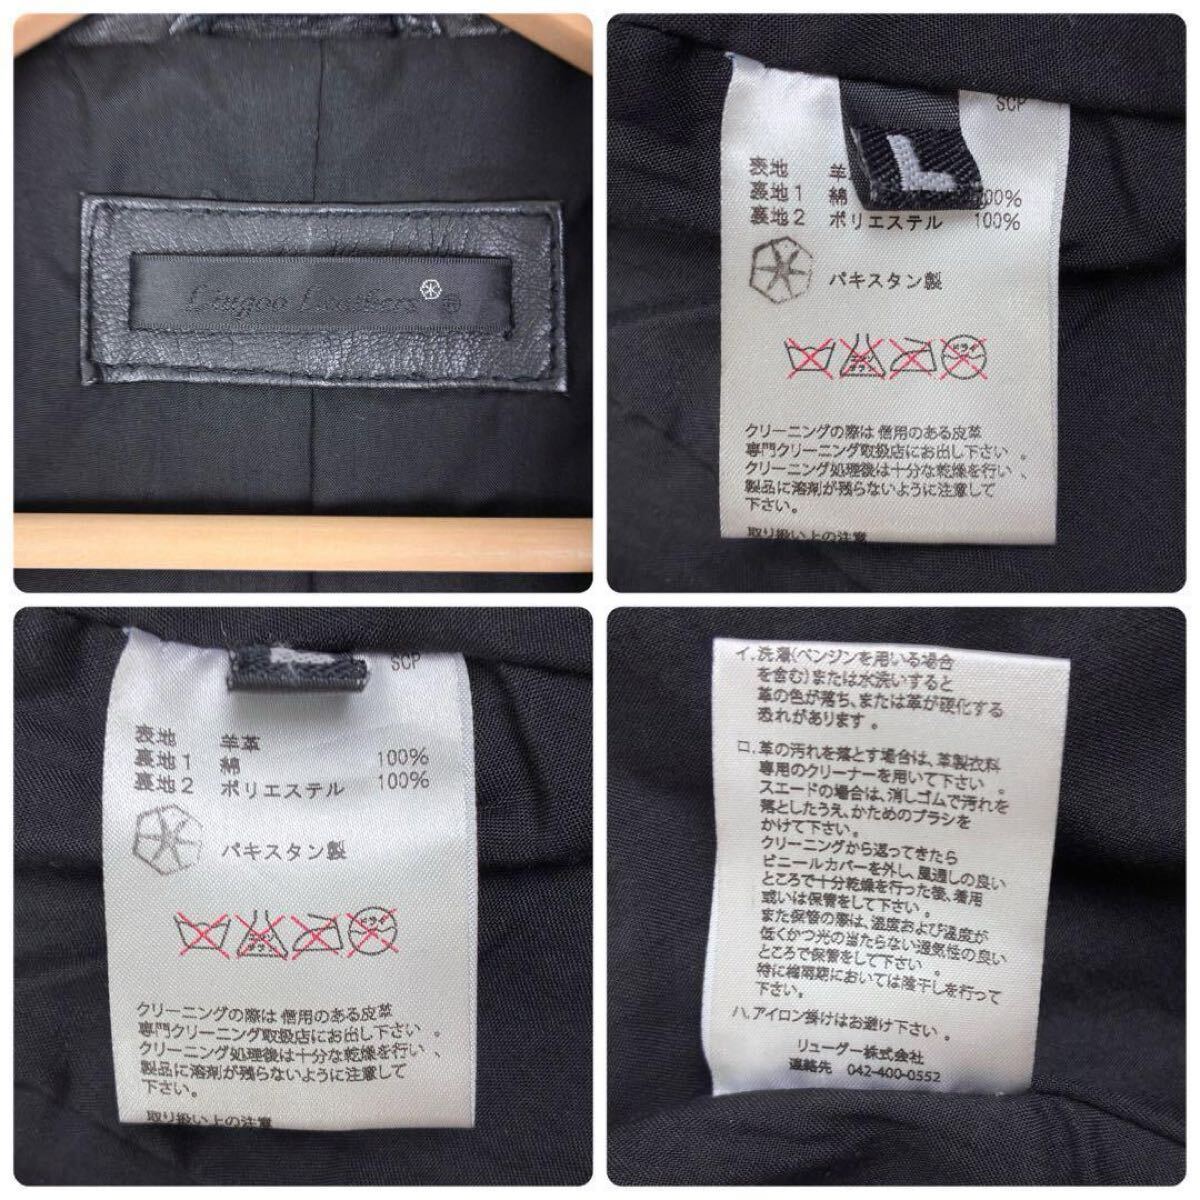 Liugoo Leathers®
L
SCP
表地 羊
裏地1 綿 100%
裏地2 ポリエステル 100%
パキスタン製
エンソ
サラシ
ドライ
クリーニングの際は 信用のある皮革
専門クリーニング取扱店にお出し下さい 。
クリーニング処理後は十分な乾燥を行い 、
製品に溶剤が残らないように注意して
下さい。
取り扱い上の注意
SCP
表地 羊革
裏地1 綿 100%
裏地2 ポリエステル 100%
パキスタン製
エンソ
サラシ
ドライ
クリーニングの際は 信用のある皮革
専門クリーニング取扱店にお出し下さい 。
クリーニング処理後は十分な乾燥を行い 、
製品に溶剤が残らないように注意して
下さい。
取り扱い上の注意
イ.洗濯(ベンジンを用いる場合
を含む)または水洗いすると
革の色が落ち、または革が硬化する
恐れがあります 。
ロ.革の汚れを落とす場合は、革製衣料
専用のクリーナーを用いて下さい 。
スエードの場合は、消しゴムで汚れを
落としたうえ、かためのブラシを
かけて下さい。
クリーニングから返ってきたら
ビニールカバーを外し、風通しの良い
ところで十分乾燥を行った後、着用
或いは保管をして下さい 。
また保管の際は、温度および湿度が
低くかつ光の当たらない通気性の良い
ところで保管をして下さい 。
特に梅雨期においては陰干しを行って
下さい。
ハ.アイロン掛けはお避け下さい 。
リューグー株式会社
連絡先 042-400-0552